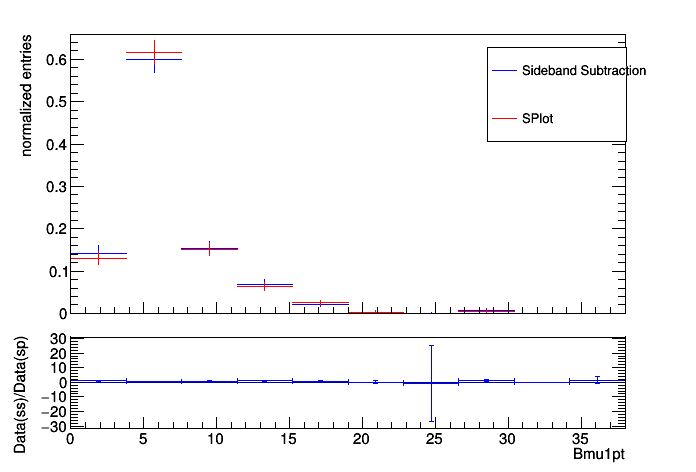 normalized entries
0.6
0.5
0.4
0.3
0.2
0.1
0
Sideband Subtraction
SPlot
Data(ss)/Data(sp)
30
20
10
0
−10
−20
−30
0 5 10 15 20 25 30 35
Bmu1pt